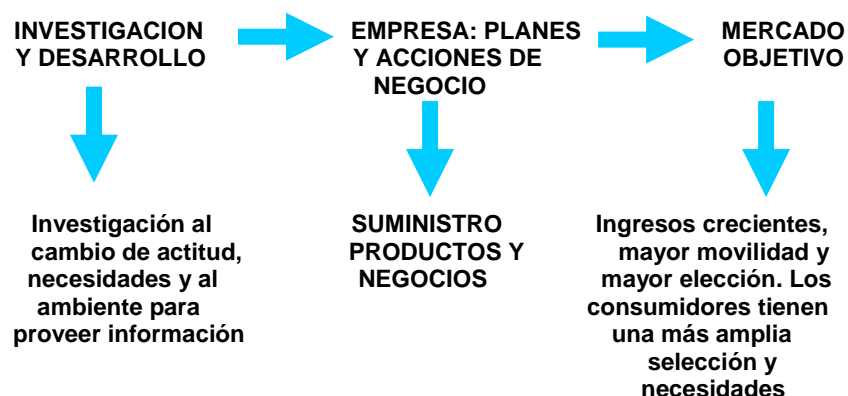 INVESTIGACION
Y DESARROLLO
EMPRESA: PLANES
Y ACCIONES DE
NEGOCIO
MERCADO
OBJETIVO
Investigación al
cambio de actitud,
necesidades y al
ambiente para
proveer información
SUMINISTRO
PRODUCTOS Y
NEGOCIOS
Ingresos crecientes,
mayor movilidad y
mayor elección. Los
consumidores tienen
una más amplia
selección y
necesidades